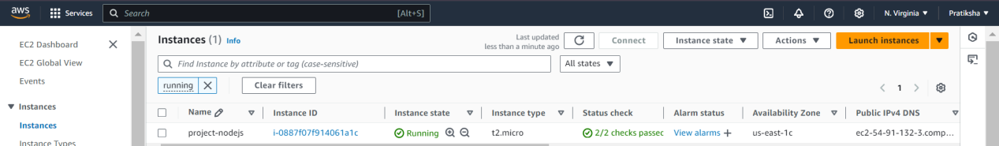 aws Services Search [Alt+S] N. Virginia Pratiksha
EC2 Dashboard
EC2 Global View
Events
Instances
Instances
Instance Types
Instances (1) Info
Last updated
less than a minute ago
Connect Instance state Actions Launch instances
Find Instance by attribute or tag (case-sensitive) All states
running Clear filters
1
Name Instance ID Instance state Instance type Status check Alarm status Availability Zone Public IPv4 DNS
project-nodejs i-0887f07f914061a1c Running t2.micro 2/2 checks passec View alarms + us-east-1c ec2-54-91-132-3.comp...